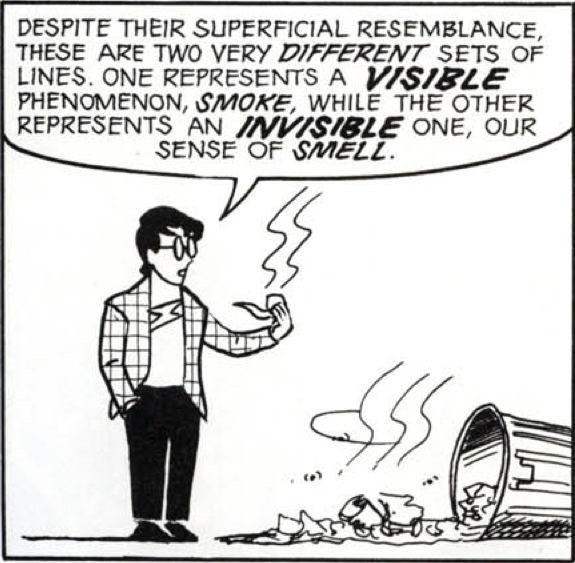 DESPITE THEIR SUPERFICIAL RESEMBLANCE,
THESE ARE TWO VERY DIFFERENT SETS OF
LINES. ONE REPRESENTS A VISIBLE
PHENOMENON, SMOKE, WHILE THE OTHER
REPRESENTS AN INVISIBLE ONE, OUR
SENSE OF SMELL.